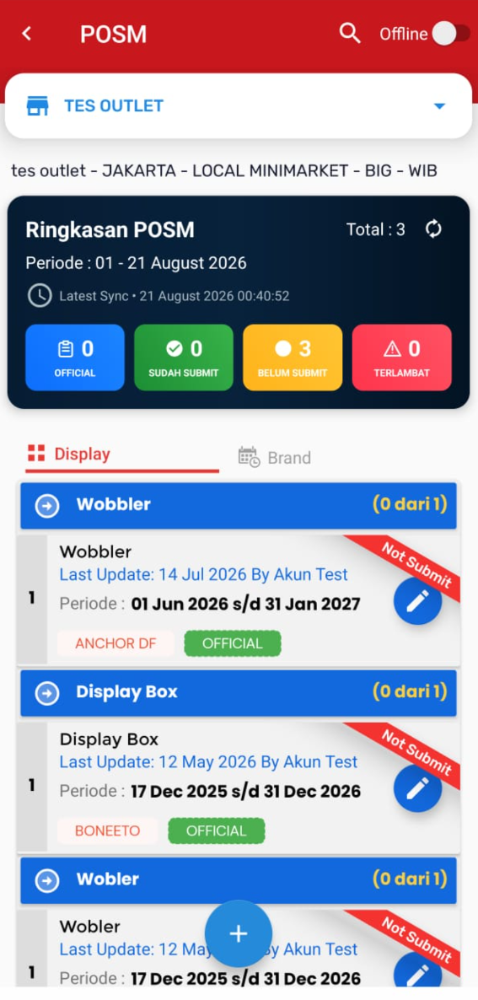 POSM
Offline
TES OUTLET
tes outlet - JAKARTA - LOCAL MINIMARKET - BIG - WIB
Ringkasan POSM
Total : 3
Periode : 01 - 21 August 2026
Latest Sync • 21 August 2026 00:40:52
0
OFFICIAL
0
SUDAH SUBMIT
3
BELUM SUBMIT
0
TERLAMBAT
Display
Brand
Wobbler (0 dari 1)
1
Wobbler
Last Update: 14 Jul 2026 By Akun Test
Periode : 01 Jun 2026 s/d 31 Jan 2027
ANCHOR DF
OFFICIAL
Not Submit
Display Box (0 dari 1)
1
Display Box
Last Update: 12 May 2026 By Akun Test
Periode : 17 Dec 2025 s/d 31 Dec 2026
BONEETO
OFFICIAL
Not Submit
Wobler (0 dari 1)
1
Wobler
Last Update: 12 May By Akun Test
Periode : 17 Dec 2025 s/d 31 Dec 2026
Not Submit